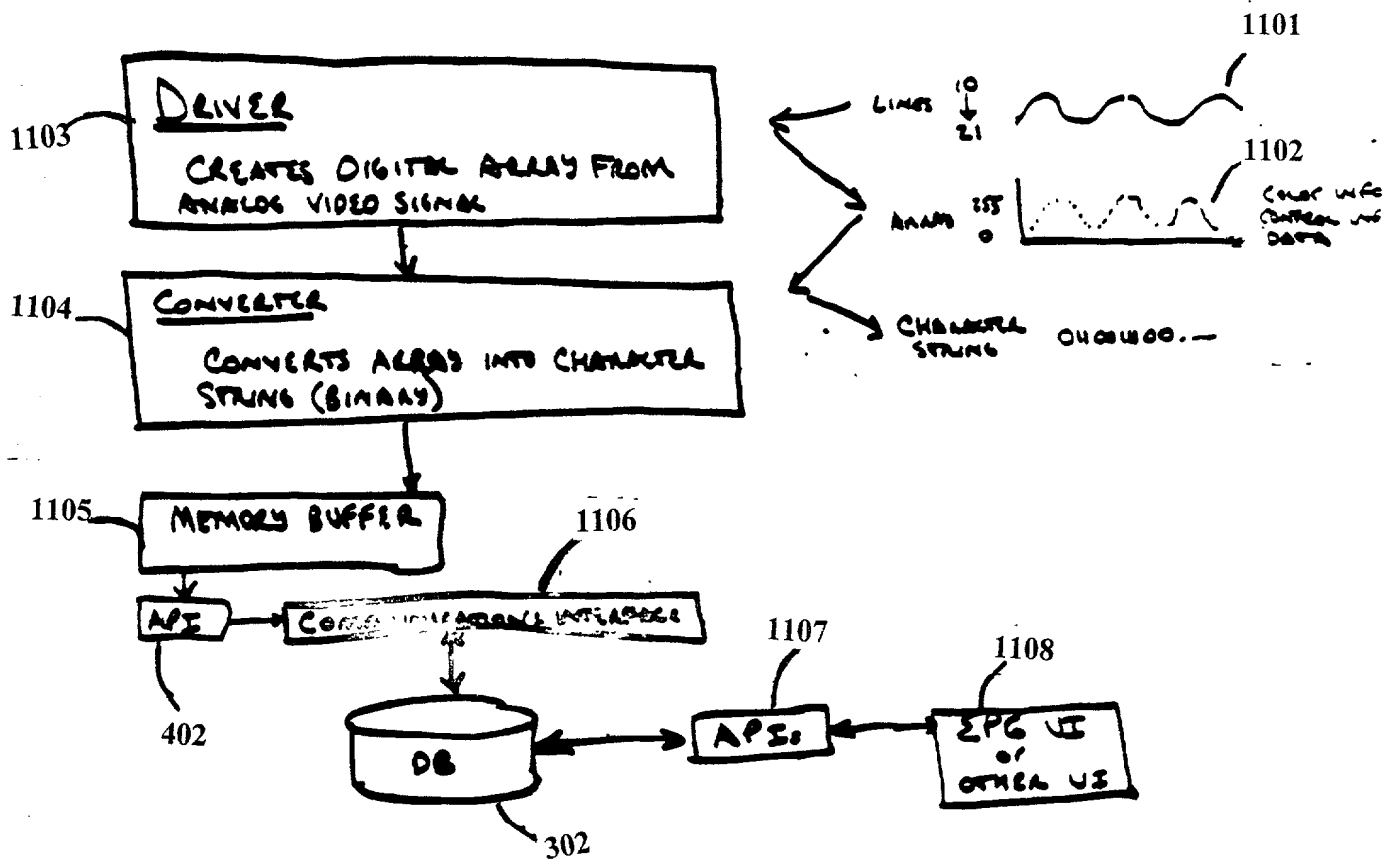 1101
10
LINES
21
1103
DRIVER
CREATES DIGITAL ARRAY FROM
ANALOG VIDEO SIGNAL
1102
255
ARRAY
0
COLOR INFO
CONTROL INFO
DATA
1104
CONVERTER
CONVERTS ARRAY INTO CHARACTER
STRING (BINARY)
CHARACTER
STRING
1105
MEMORY BUFFER
1106
API
INTERFACE
402
1107
1108
DB
API
EPG UI
or
OTHER UI
302